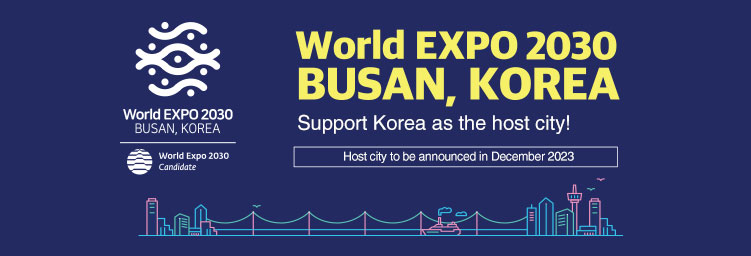 World EXPO 2030
BUSAN, KOREA
World Expo 2030
Candidate
World EXPO 2030
BUSAN, KOREA
Support Korea as the host city!
Host city to be announced in December 2023